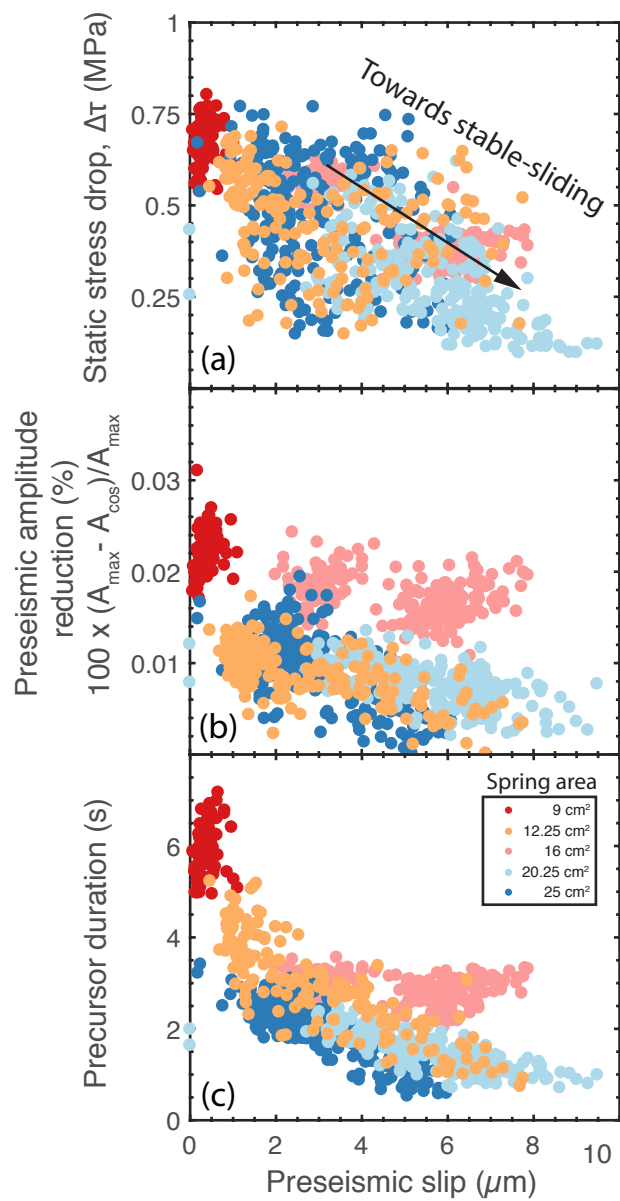 1
0.75
0.5
0.25
Static stress drop, Δτ (MPa)
Towards stable-sliding
(a)
0.03
0.02
0.01
Preseismic amplitude
reduction (%)
100 x (Amax - Acos)/Amax
(b)
6
4
2
0
Precursor duration (s)
Spring area
9 cm²
12.25 cm²
16 cm²
20.25 cm²
25 cm²
(c)
0 2 4 6 8 10
Preseismic slip (μm)